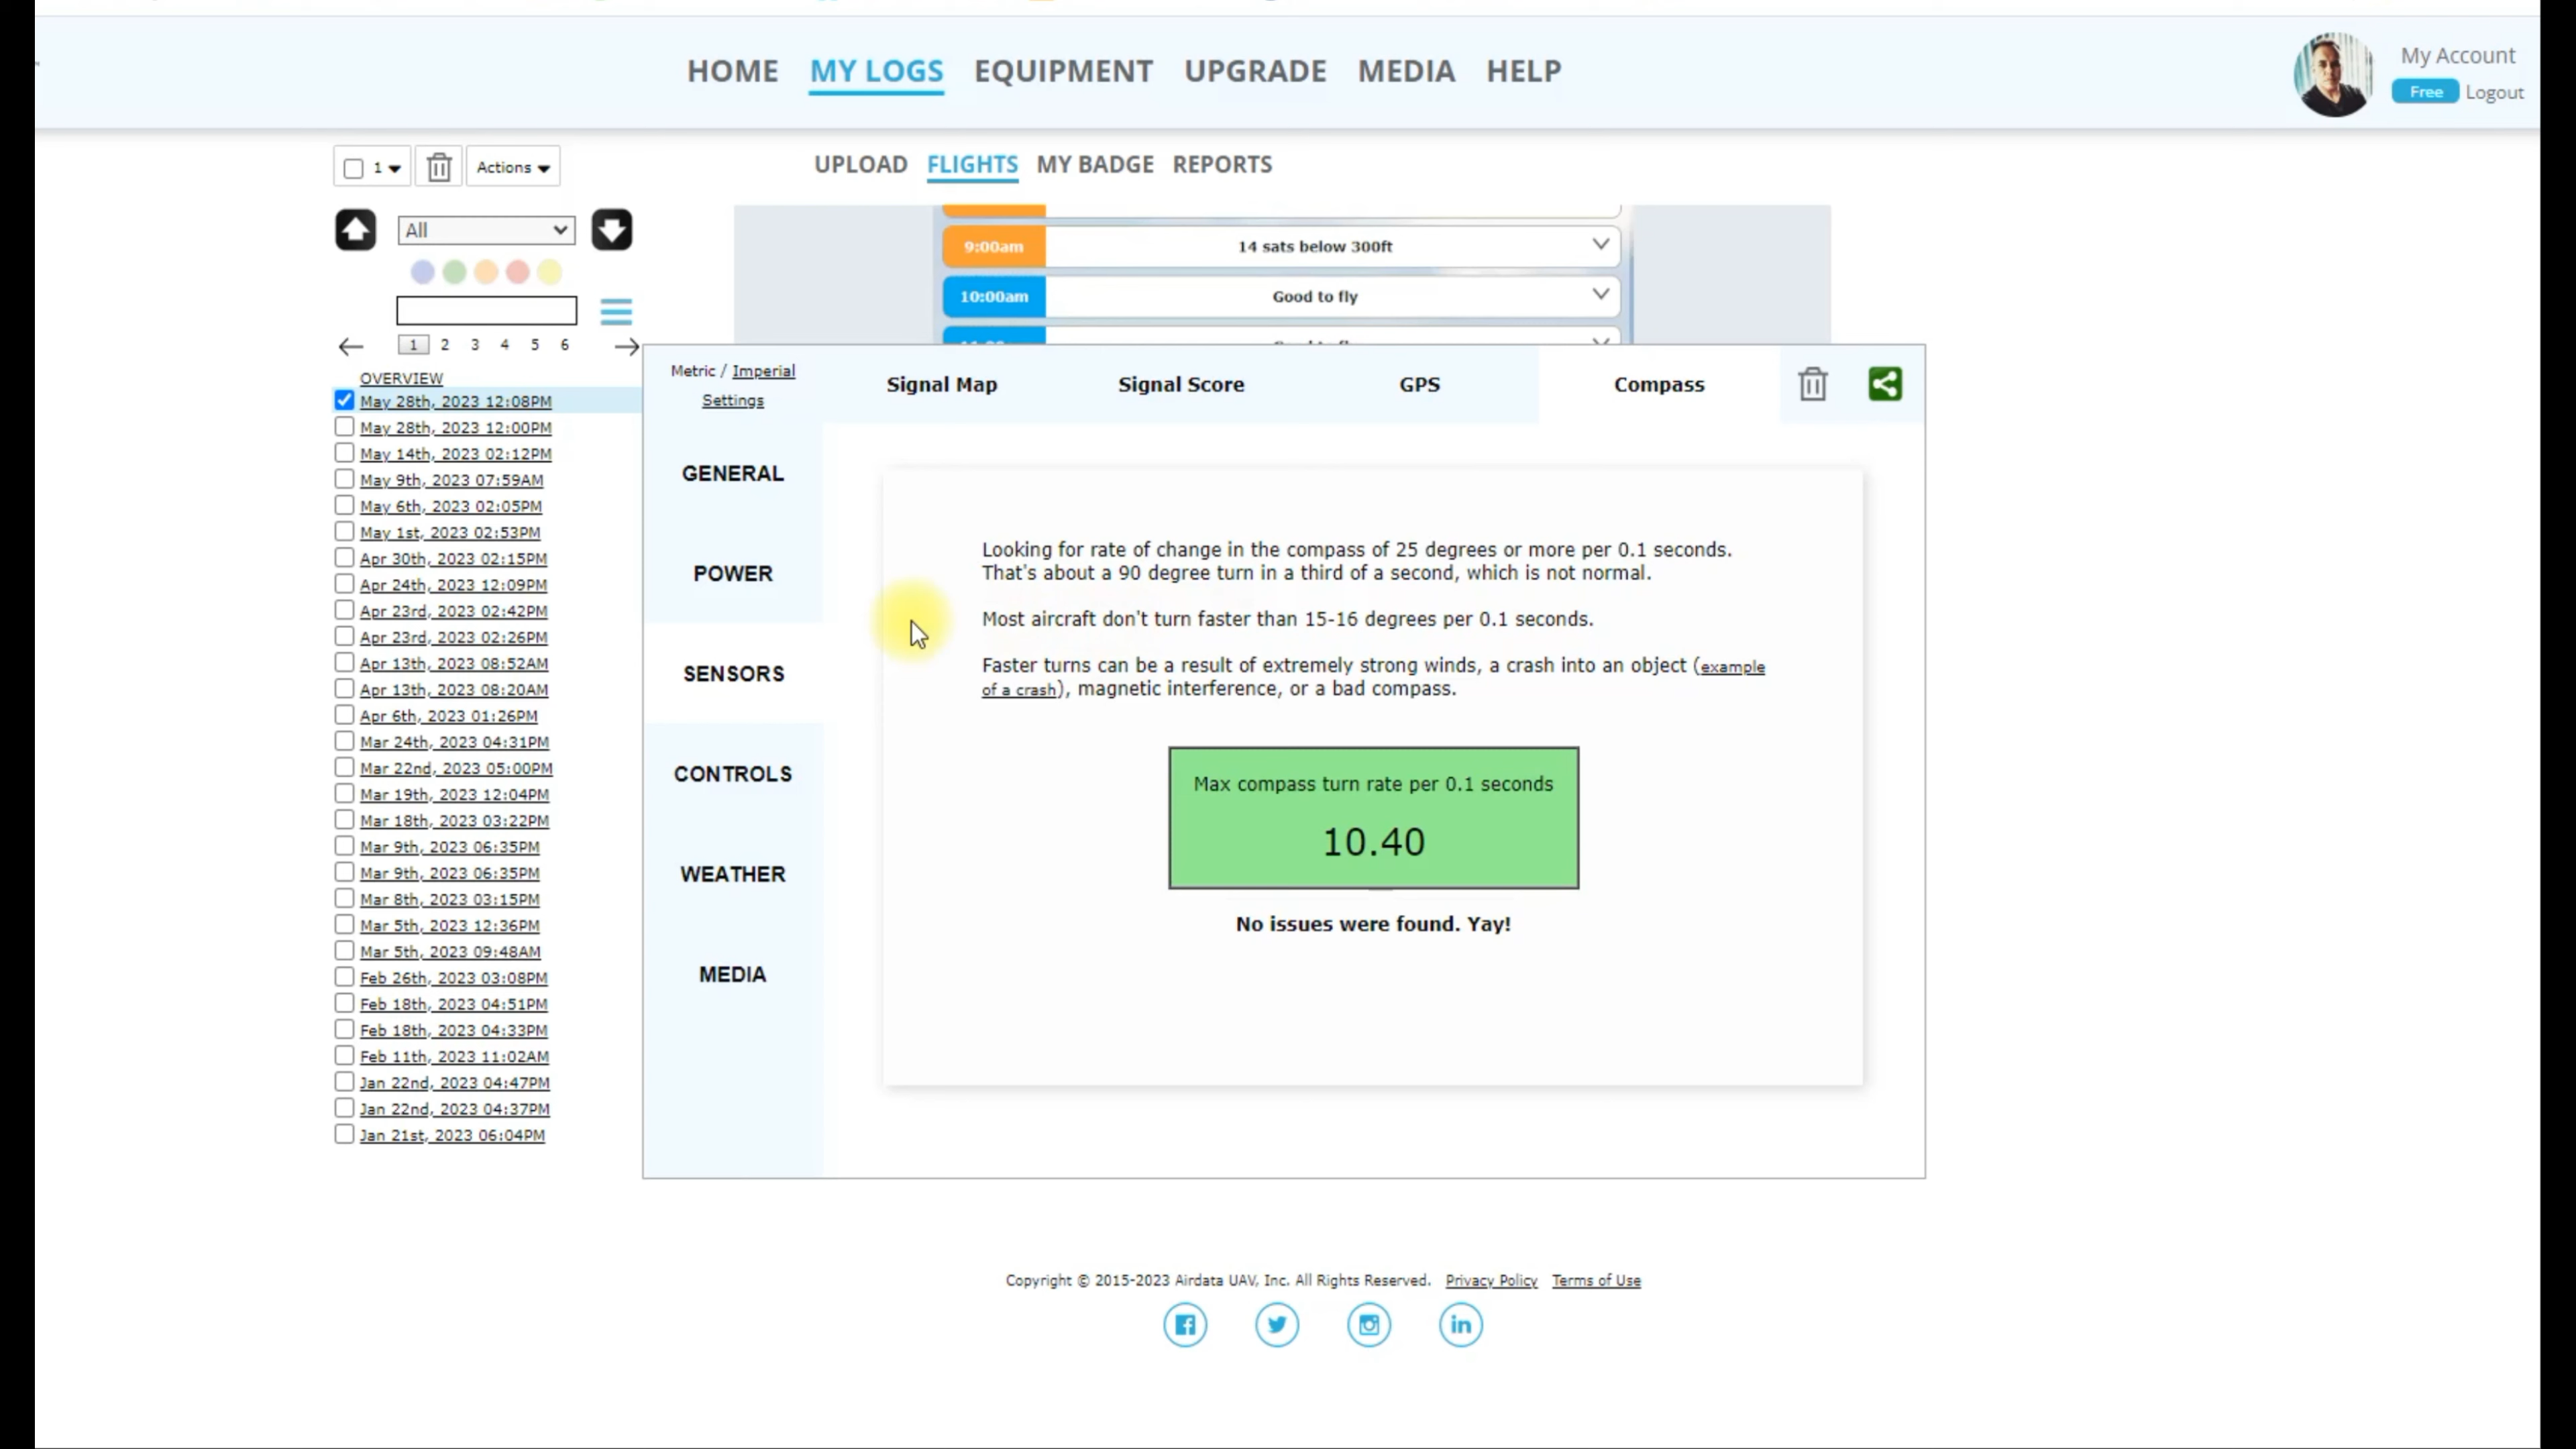 HOME MY LOGS EQUIPMENT UPGRADE MEDIA HELP
My Account
Free Logout
1 Actions
UPLOAD FLIGHTS MY BADGE REPORTS
All
9:00am 14 sats below 300ft
10:00am Good to fly
1 2 3 4 5 6
OVERVIEW
May 28th, 2023 12:08PM
May 28th, 2023 12:00PM
May 14th, 2023 02:12PM
May 9th, 2023 07:59AM
May 6th, 2023 02:05PM
May 1st, 2023 02:53PM
Apr 30th, 2023 02:15PM
Apr 24th, 2023 12:09PM
Apr 23rd, 2023 02:42PM
Apr 23rd, 2023 02:26PM
Apr 13th, 2023 08:52AM
Apr 13th, 2023 08:20AM
Apr 6th, 2023 01:26PM
Mar 24th, 2023 04:31PM
Mar 22nd, 2023 05:00PM
Mar 19th, 2023 12:04PM
Mar 18th, 2023 03:22PM
Mar 9th, 2023 06:35PM
Mar 9th, 2023 06:35PM
Mar 8th, 2023 03:15PM
Mar 5th, 2023 12:36PM
Mar 5th, 2023 09:48AM
Feb 26th, 2023 03:08PM
Feb 18th, 2023 04:51PM
Feb 18th, 2023 04:33PM
Feb 11th, 2023 11:02AM
Jan 22nd, 2023 04:47PM
Jan 22nd, 2023 04:37PM
Jan 21st, 2023 06:04PM
Metric / Imperial
Settings
Signal Map Signal Score GPS Compass
GENERAL
POWER
SENSORS
CONTROLS
WEATHER
MEDIA
Looking for rate of change in the compass of 25 degrees or more per 0.1 seconds.
That's about a 90 degree turn in a third of a second, which is not normal.
Most aircraft don't turn faster than 15-16 degrees per 0.1 seconds.
Faster turns can be a result of extremely strong winds, a crash into an object (example
of a crash), magnetic interference, or a bad compass.
Max compass turn rate per 0.1 seconds
10.40
No issues were found. Yay!
Copyright © 2015-2023 Airdata UAV, Inc. All Rights Reserved. Privacy Policy Terms of Use